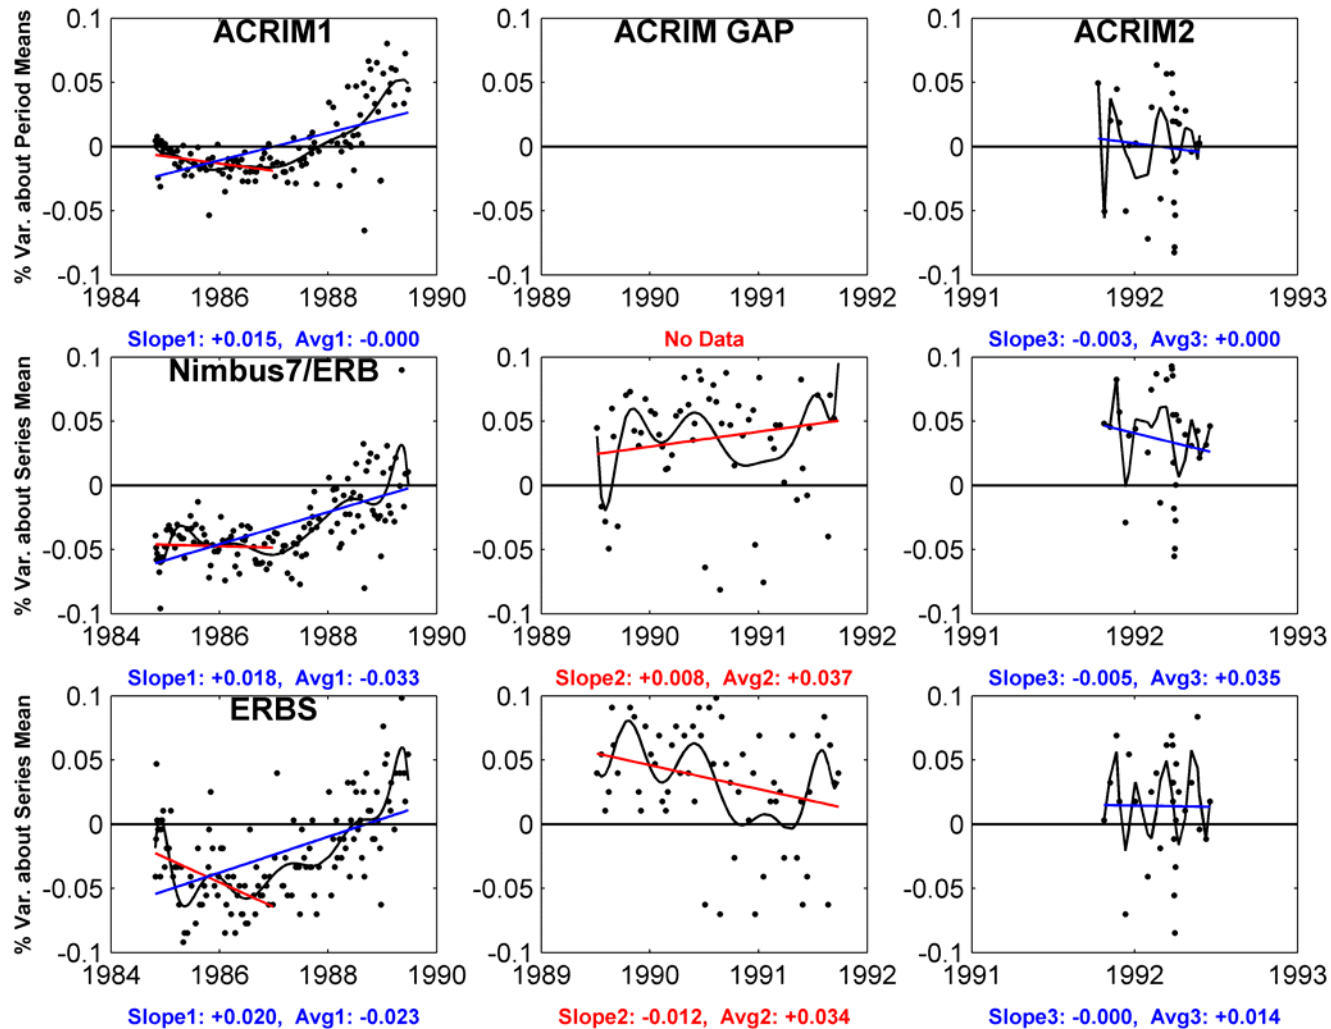 ACRIM1
ACRIM GAP
ACRIM2
% Var. about Period Means
0.1
0.05
0
-0.05
-0.1
1984 1986 1988 1990
1989 1990 1991 1992
0.1
0.05
0
-0.05
-0.1
1991 1992 1993
Slope1: +0.015, Avg1: -0.000
No Data
Slope3: -0.003, Avg3: +0.000
Nimbus7/ERB
% Var. about Series Mean
0.1
0.05
0
-0.05
-0.1
1984 1986 1988 1990
0.1
0.05
0
-0.05
-0.1
1989 1990 1991 1992
0.1
0.05
0
-0.05
-0.1
1991 1992 1993
Slope1: +0.018, Avg1: -0.033
Slope2: +0.008, Avg2: +0.037
Slope3: -0.005, Avg3: +0.035
ERBS
% Var. about Series Mean
0.1
0.05
0
-0.05
-0.1
1984 1986 1988 1990
0.1
0.05
0
-0.05
-0.1
1989 1990 1991 1992
0.1
0.05
0
-0.05
-0.1
1991 1992 1993
Slope1: +0.020, Avg1: -0.023
Slope2: -0.012, Avg2: +0.034
Slope3: -0.000, Avg3: +0.014